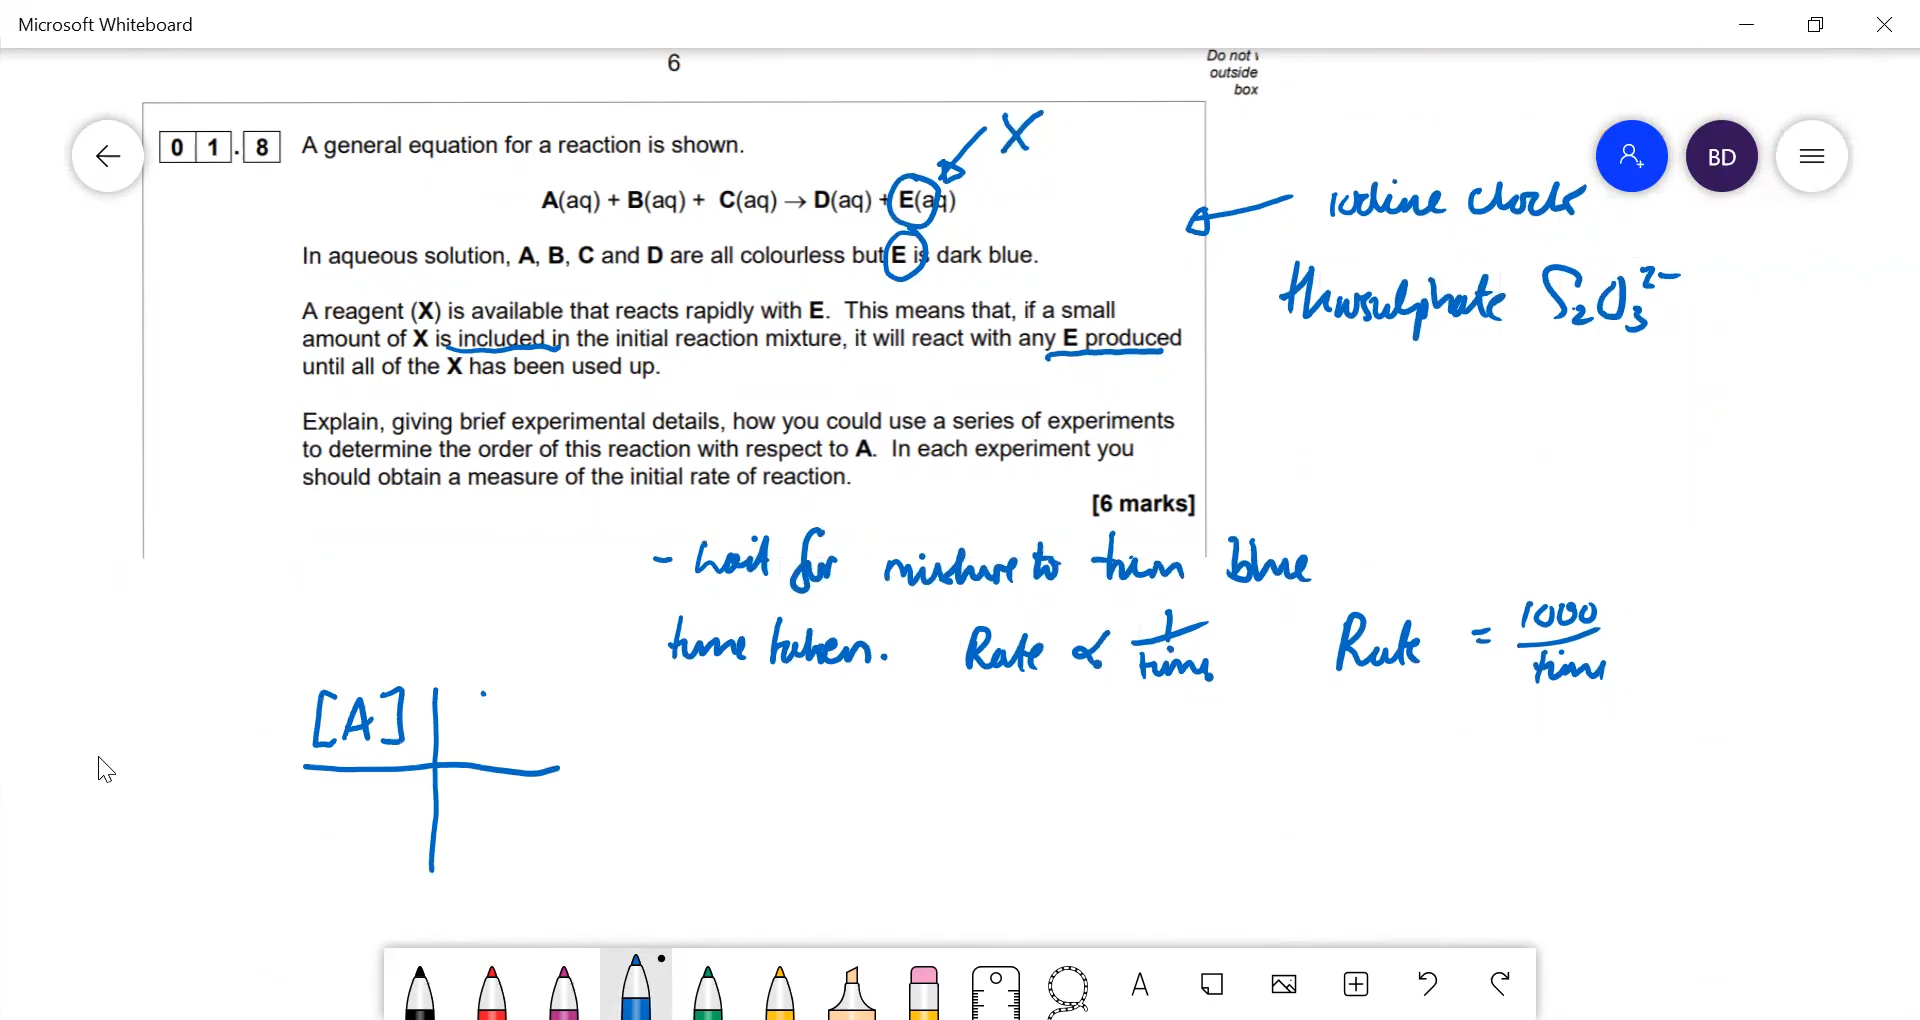 Microsoft Whiteboard
6
Do not
outside
box
0 1 . 8 A general equation for a reaction is shown.
X
A(aq) + B(aq) + C(aq) → D(aq) + E(aq)
iodine clock
In aqueous solution, A, B, C and D are all colourless but E is dark blue.
thiosulphate S₂O₃²⁻
A reagent (X) is available that reacts rapidly with E. This means that, if a small
amount of X is included in the initial reaction mixture, it will react with any E produced
until all of the X has been used up.
Explain, giving brief experimental details, how you could use a series of experiments
to determine the order of this reaction with respect to A. In each experiment you
should obtain a measure of the initial rate of reaction.
[6 marks]
- wait for mixture to turn blue
time taken. Rate ∝ 1/time Rate = 1000/time
[A]
BD
A